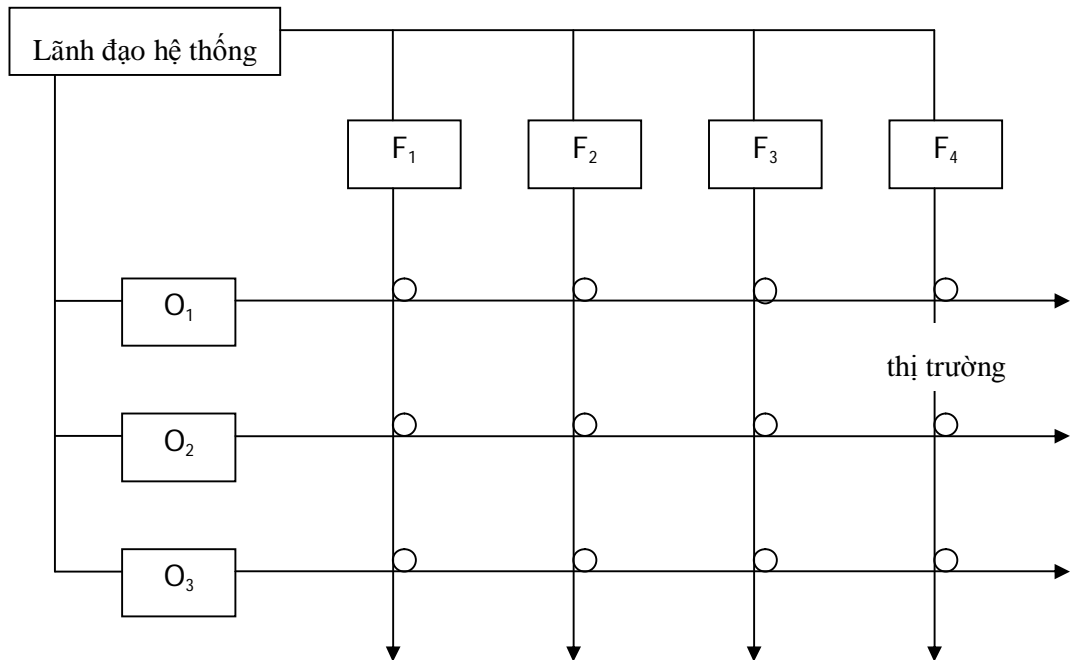 Lãnh đạo hệ thống
F₁ F₂ F₃ F₄
O₁
thị trường
O₂
O₃